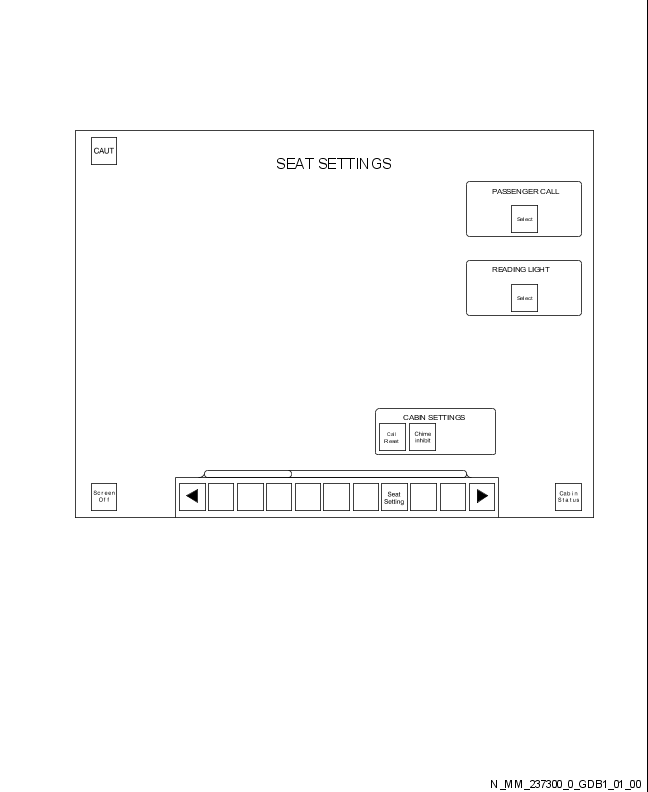 CAUT
SEAT SETTINGS
PASSENGER CALL
Select
READING LIGHT
Select
CABIN SETTINGS
Call
Reset
Chime
inhibit
Screen
Off
Seat
Setting
Cabin
Status
N_MM_237300_0_GDB1_01_00